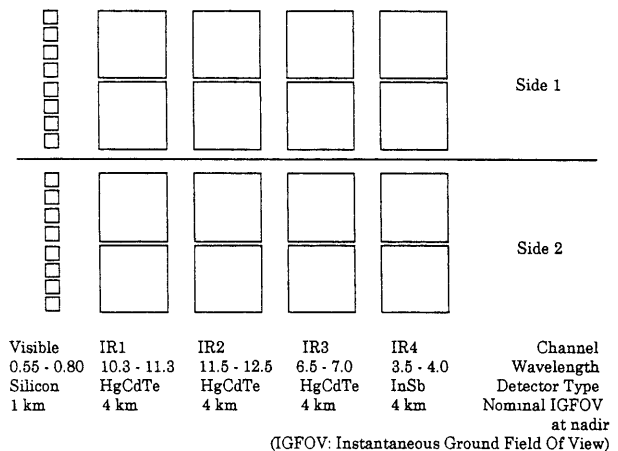 Side 1
Side 2
Visible IR1 IR2 IR3 IR4 Channel
0.55 - 0.80 10.3 - 11.3 11.5 - 12.5 6.5 - 7.0 3.5 - 4.0 Wavelength
Silicon HgCdTe HgCdTe HgCdTe InSb Detector Type
1 km 4 km 4 km 4 km 4 km Nominal IGFOV
at nadir
(IGFOV: Instantaneous Ground Field Of View)